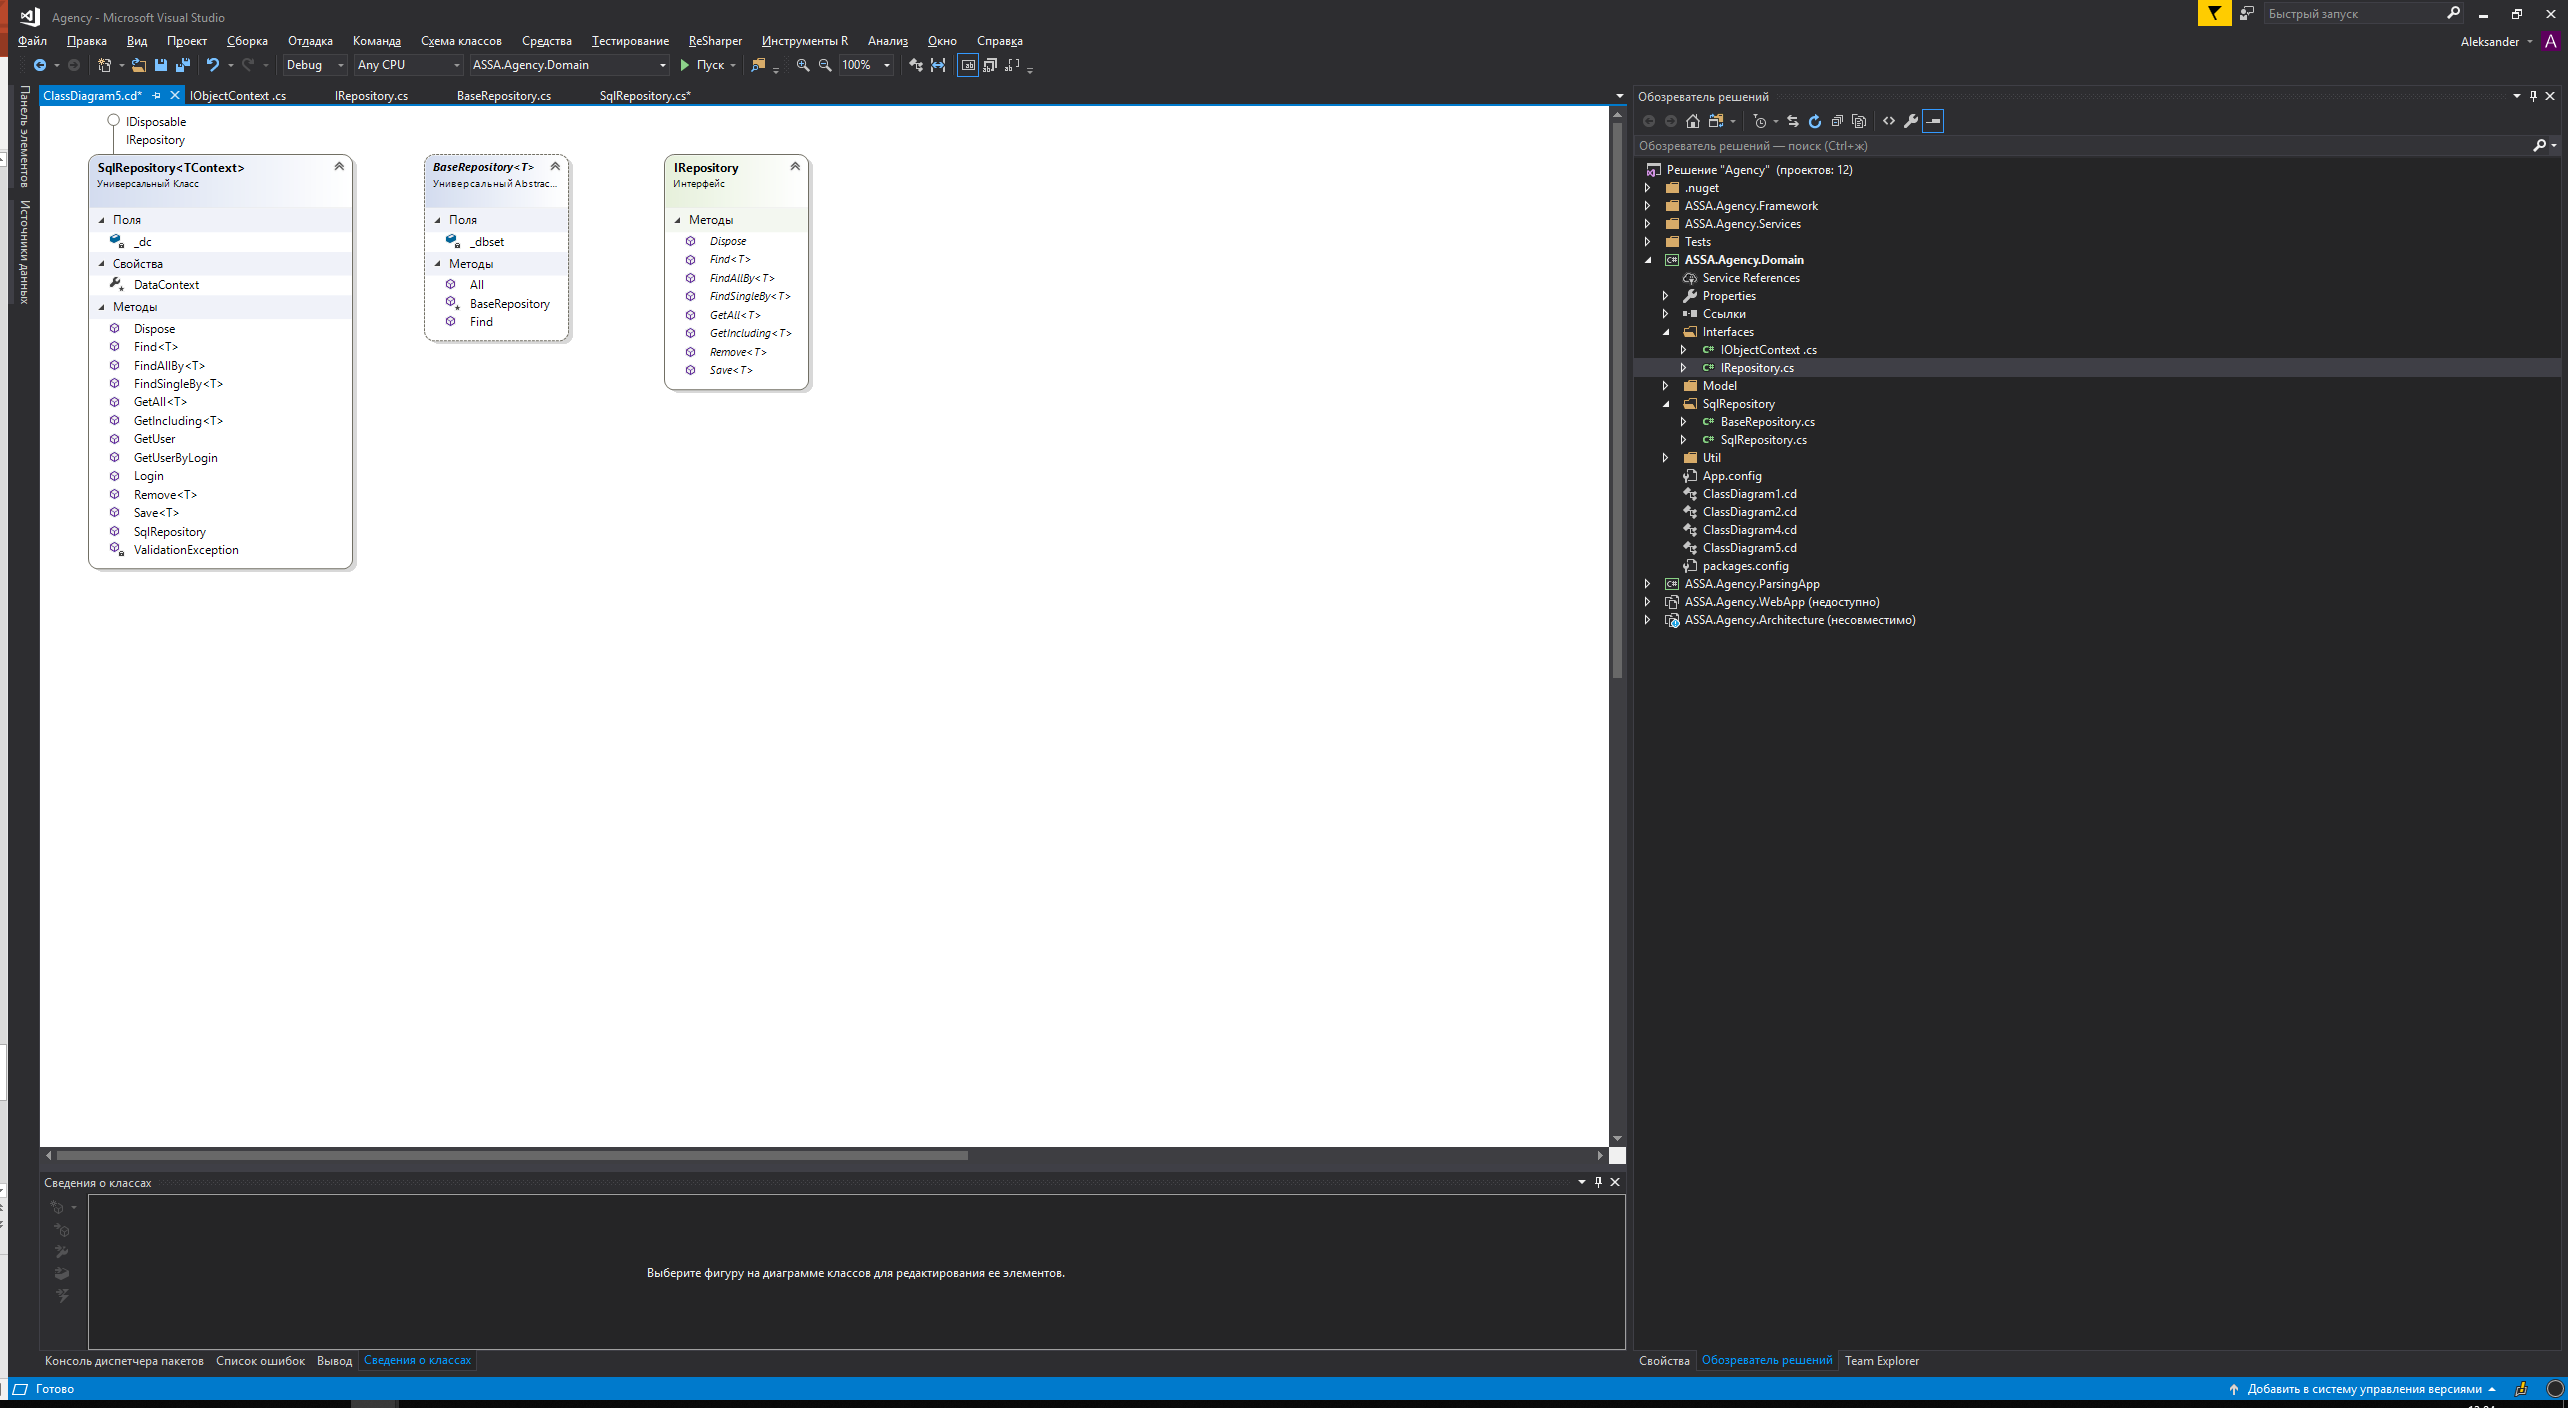 Agency - Microsoft Visual Studio
Быстрый запуск
Файл Правка Вид Проект Сборка Отладка Команда Схема классов Средства Тестирование ReSharper Инструменты R Анализ Окно Справка
Aleksander A
Debug Any CPU ASSA.Agency.Domain Пуск 100%
Панель элементов
Источники данных
ClassDiagram5.cd* IObjectContext .cs IRepository.cs BaseRepository.cs SqlRepository.cs*
IDisposable
IRepository
SqlRepository<TContext>
Универсальный Класс
Поля
_dc
Свойства
DataContext
Методы
Dispose
Find<T>
FindAllBy<T>
FindSingleBy<T>
GetAll<T>
GetIncluding<T>
GetUser
GetUserByLogin
Login
Remove<T>
Save<T>
SqlRepository
ValidationException
BaseRepository<T>
Универсальный Abstrac...
Поля
_dbset
Методы
All
BaseRepository
Find
IRepository
Интерфейс
Методы
Dispose
Find<T>
FindAllBy<T>
FindSingleBy<T>
GetAll<T>
GetIncluding<T>
Remove<T>
Save<T>
Сведения о классах
Выберите фигуру на диаграмме классов для редактирования ее элементов.
Консоль диспетчера пакетов Список ошибок Вывод Сведения о классах
Обозреватель решений
Обозреватель решений — поиск (Ctrl+ж)
Решение "Agency" (проектов: 12)
.nuget
ASSA.Agency.Framework
ASSA.Agency.Services
Tests
ASSA.Agency.Domain
Service References
Properties
Ссылки
Interfaces
IObjectContext .cs
IRepository.cs
Model
SqlRepository
BaseRepository.cs
SqlRepository.cs
Util
App.config
ClassDiagram1.cd
ClassDiagram2.cd
ClassDiagram4.cd
ClassDiagram5.cd
packages.config
ASSA.Agency.ParsingApp
ASSA.Agency.WebApp (недоступно)
ASSA.Agency.Architecture (несовместимо)
Свойства Обозреватель решений Team Explorer
Готово
Добавить в систему управления версиями